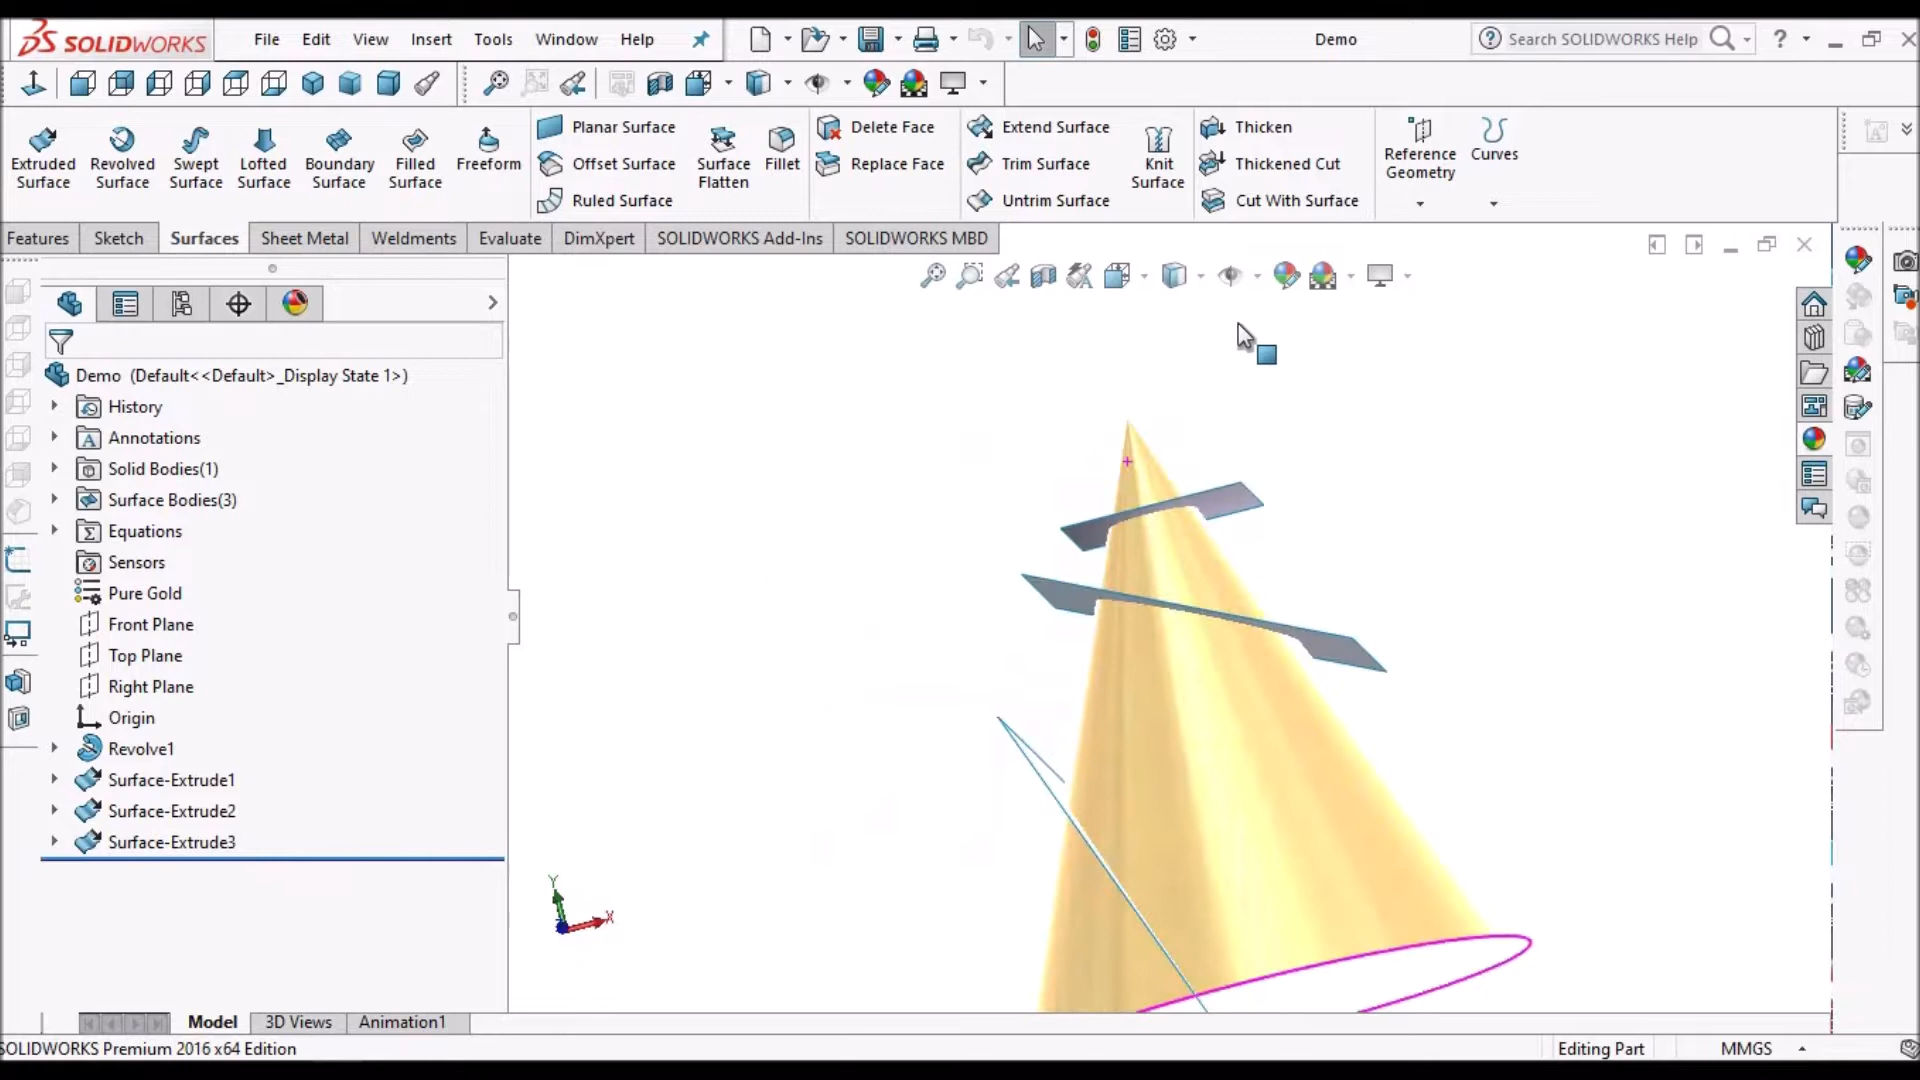 SOLIDWORKS File Edit View Insert Tools Window Help Demo Search SOLIDWORKS Help ?
Extruded Surface
Revolved Surface
Swept Surface
Lofted Surface
Boundary Surface
Filled Surface
Freeform
Planar Surface
Offset Surface
Ruled Surface
Surface Flatten
Fillet
Delete Face
Replace Face
Extend Surface
Trim Surface
Untrim Surface
Knit Surface
Thicken
Thickened Cut
Cut With Surface
Reference Geometry
Curves
Features Sketch Surfaces Sheet Metal Weldments Evaluate DimXpert SOLIDWORKS Add-Ins SOLIDWORKS MBD
Demo (Default<<Default>_Display State 1>)
History
Annotations
Solid Bodies(1)
Surface Bodies(3)
Equations
Sensors
Pure Gold
Front Plane
Top Plane
Right Plane
Origin
Revolve1
Surface-Extrude1
Surface-Extrude2
Surface-Extrude3
Y
X
Model 3D Views Animation1
SOLIDWORKS Premium 2016 x64 Edition Editing Part MMGS